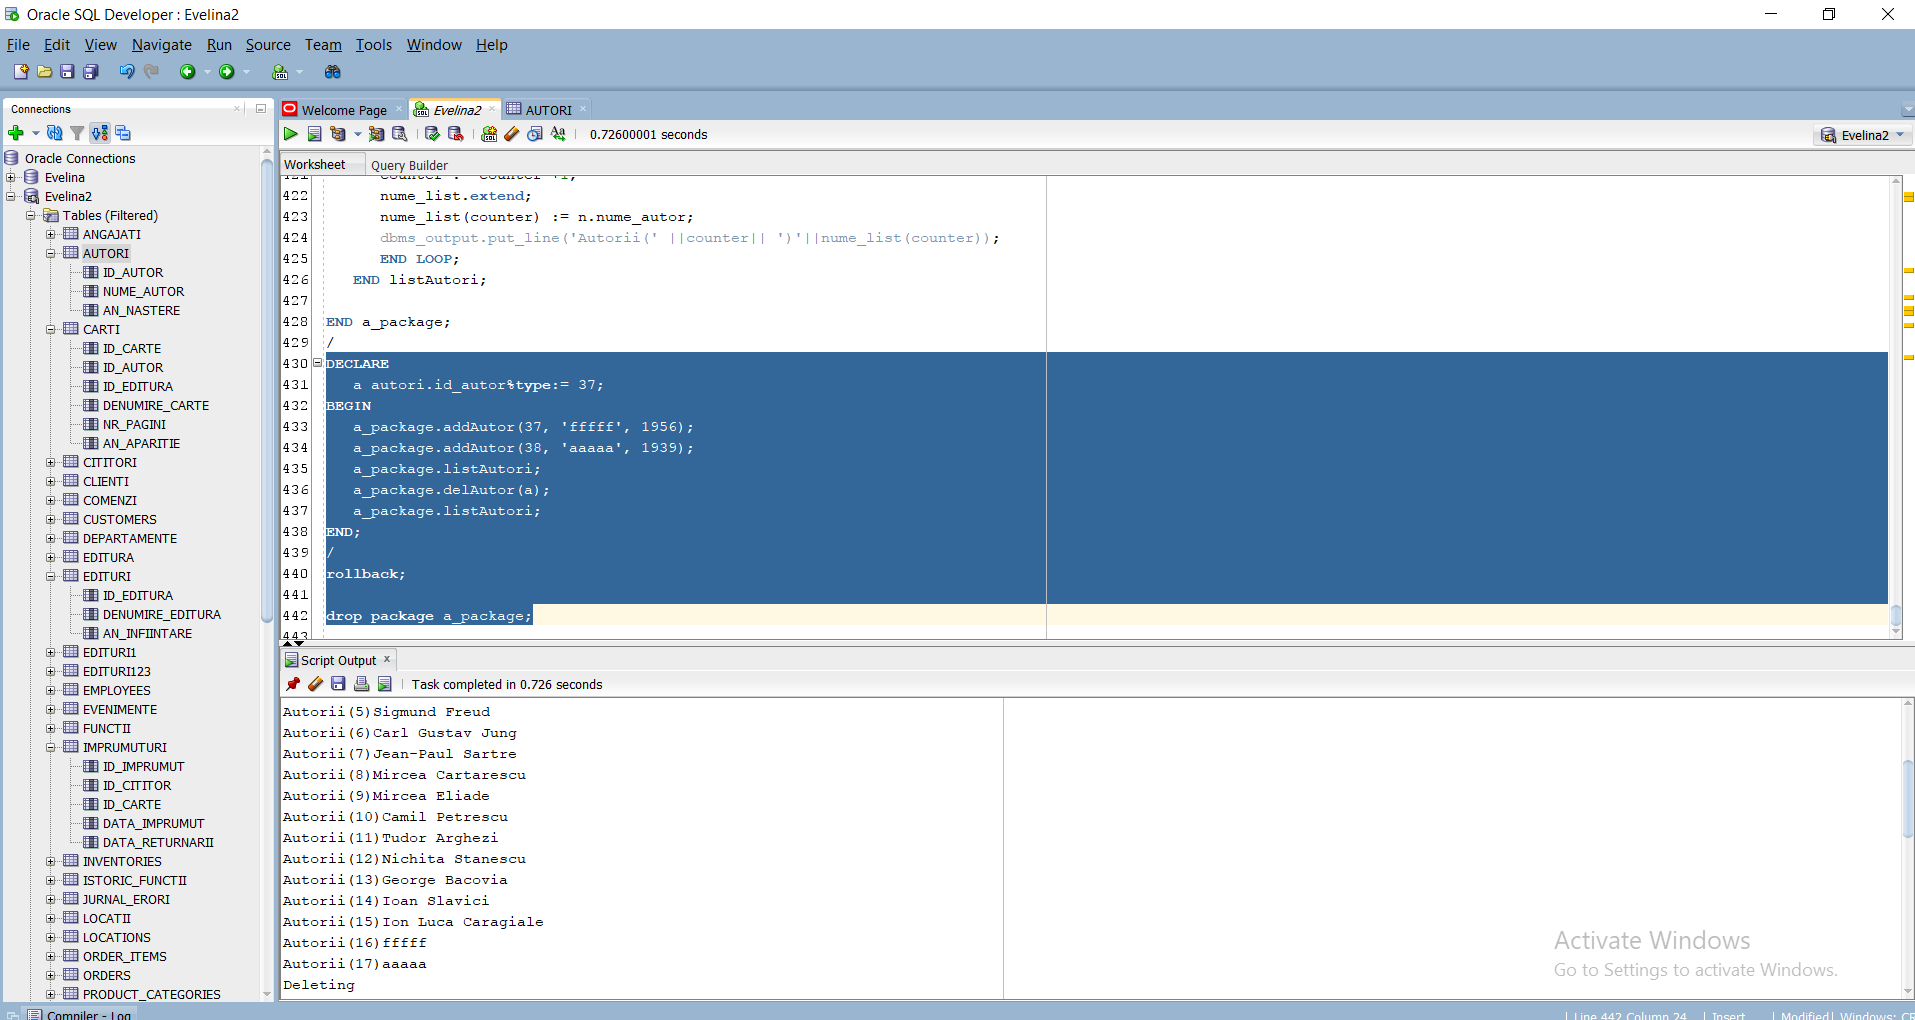 Oracle SQL Developer : Evelina2
File Edit View Navigate Run Source Team Tools Window Help
Connections
Welcome Page
Evelina2
AUTORI
0.72600001 seconds
Evelina2
Worksheet
Query Builder
Oracle Connections
Evelina
Evelina2
Tables (Filtered)
ANGAJATI
AUTORI
ID_AUTOR
NUME_AUTOR
AN_NASTERE
CARTI
ID_CARTE
ID_AUTOR
ID_EDITURA
DENUMIRE_CARTE
NR_PAGINI
AN_APARITIE
CITITORI
CLIENTI
COMENZI
CUSTOMERS
DEPARTAMENTE
EDITURA
EDITURI
ID_EDITURA
DENUMIRE_EDITURA
AN_INFIINTARE
EDITURI1
EDITURI123
EMPLOYEES
EVENIMENTE
FUNCTII
IMPRUMUTURI
ID_IMPRUMUT
ID_CITITOR
ID_CARTE
DATA_IMPRUMUT
DATA_RETURNARII
INVENTORIES
ISTORIC_FUNCTII
JURNAL_ERORI
LOCATII
LOCATIONS
ORDER_ITEMS
ORDERS
PRODUCT_CATEGORIES
422 nume_list.extend;
423 nume_list(counter) := n.nume_autor;
424 dbms_output.put_line('Autorii(' ||counter|| ')'||nume_list(counter));
425 END LOOP;
426 END listAutori;
427
428 END a_package;
429 /
430 DECLARE
431 a autori.id_autor%type:= 37;
432 BEGIN
433 a_package.addAutor(37, 'fffff', 1956);
434 a_package.addAutor(38, 'aaaaa', 1939);
435 a_package.listAutori;
436 a_package.delAutor(a);
437 a_package.listAutori;
438 END;
439 /
440 rollback;
441
442 drop package a_package;
443
Script Output
Task completed in 0.726 seconds
Autorii(5)Sigmund Freud
Autorii(6)Carl Gustav Jung
Autorii(7)Jean-Paul Sartre
Autorii(8)Mircea Cartarescu
Autorii(9)Mircea Eliade
Autorii(10)Camil Petrescu
Autorii(11)Tudor Arghezi
Autorii(12)Nichita Stanescu
Autorii(13)George Bacovia
Autorii(14)Ioan Slavici
Autorii(15)Ion Luca Caragiale
Autorii(16)fffff
Autorii(17)aaaaa
Deleting
Activate Windows
Go to Settings to activate Windows.
Compiler - Log
Line 442 Column 24
Insert
Modified
Windows: